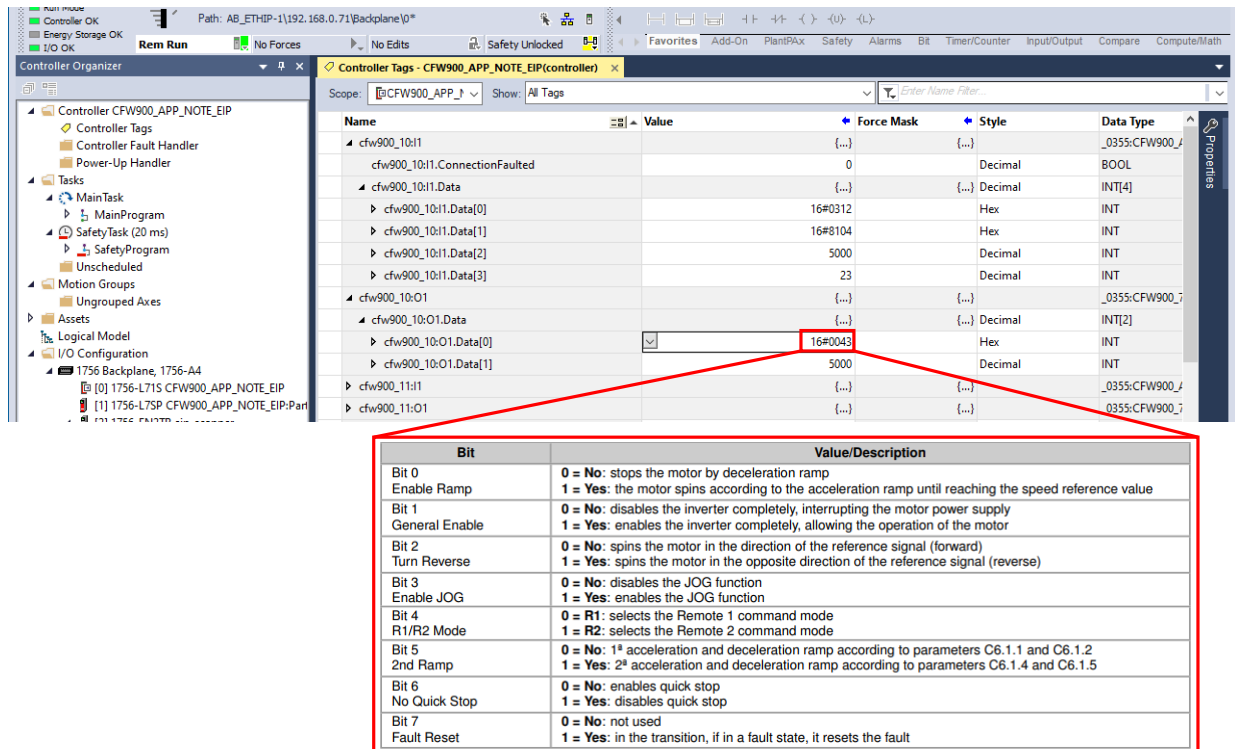 Run Mode
Controller OK
Energy Storage OK
I/O OK
Path: AB_ETHIP-1\192.168.0.71\Backplane\0*
Rem Run
No Forces
No Edits
Safety Unlocked
Favorites Add-On PlantPAx Safety Alarms Bit Timer/Counter Input/Output Compare Compute/Math
Controller Organizer
Controller CFW900_APP_NOTE_EIP
Controller Tags
Controller Fault Handler
Power-Up Handler
Tasks
MainTask
MainProgram
SafetyTask (20 ms)
SafetyProgram
Unscheduled
Motion Groups
Ungrouped Axes
Assets
Logical Model
I/O Configuration
1756 Backplane, 1756-A4
[0] 1756-L71S CFW900_APP_NOTE_EIP
[1] 1756-L7SP CFW900_APP_NOTE_EIP:Part
Controller Tags - CFW900_APP_NOTE_EIP(controller)
Scope: CFW900_APP_N Show: All Tags Enter Name Filter...
Name Value Force Mask Style Data Type
cfw900_10:I1 {...} {...} _0355:CFW900_A
cfw900_10:I1.ConnectionFaulted 0 Decimal BOOL
cfw900_10:I1.Data {...} {...} Decimal INT[4]
cfw900_10:I1.Data[0] 16#0312 Hex INT
cfw900_10:I1.Data[1] 16#8104 Hex INT
cfw900_10:I1.Data[2] 5000 Decimal INT
cfw900_10:I1.Data[3] 23 Decimal INT
cfw900_10:O1 {...} {...} _0355:CFW900_7
cfw900_10:O1.Data {...} {...} Decimal INT[2]
cfw900_10:O1.Data[0] 16#0043 Hex INT
cfw900_10:O1.Data[1] 5000 Decimal INT
cfw900_11:I1 {...} {...} _0355:CFW900_A
cfw900_11:O1 {...} {...} _0355:CFW900_7
Properties
Bit Value/Description
Bit 0
Enable Ramp
0 = No: stops the motor by deceleration ramp
1 = Yes: the motor spins according to the acceleration ramp until reaching the speed reference value
Bit 1
General Enable
0 = No: disables the inverter completely, interrupting the motor power supply
1 = Yes: enables the inverter completely, allowing the operation of the motor
Bit 2
Turn Reverse
0 = No: spins the motor in the direction of the reference signal (forward)
1 = Yes: spins the motor in the opposite direction of the reference signal (reverse)
Bit 3
Enable JOG
0 = No: disables the JOG function
1 = Yes: enables the JOG function
Bit 4
R1/R2 Mode
0 = R1: selects the Remote 1 command mode
1 = R2: selects the Remote 2 command mode
Bit 5
2nd Ramp
0 = No: 1ª acceleration and deceleration ramp according to parameters C6.1.1 and C6.1.2
1 = Yes: 2ª acceleration and deceleration ramp according to parameters C6.1.4 and C6.1.5
Bit 6
No Quick Stop
0 = No: enables quick stop
1 = Yes: disables quick stop
Bit 7
Fault Reset
0 = No: not used
1 = Yes: in the transition, if in a fault state, it resets the fault